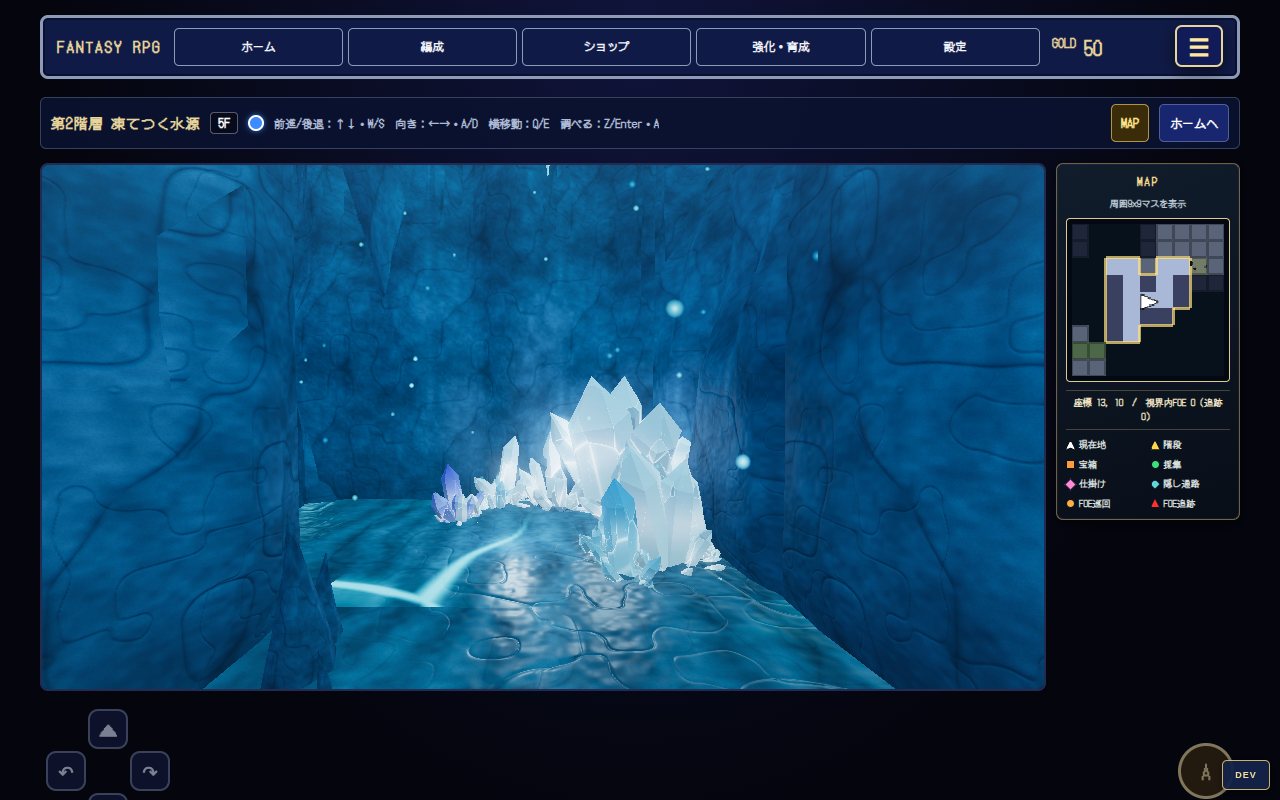 FANTASY RPG
ホーム
編成
ショップ
強化・育成
設定
GOLD 50
第2階層 凍てつく水源
5F
前進/後退：↑↓・W/S 向き：←→・A/D 横移動：Q/E 調べる：Z/Enter・A
MAP
ホームへ
MAP
周囲9x9マスを表示
座標 13, 10 / 視界内FOE 0（追跡
0）
現在地
階段
宝箱
採集
仕掛け
隠し通路
FOE巡回
FOE追跡
A
DEV